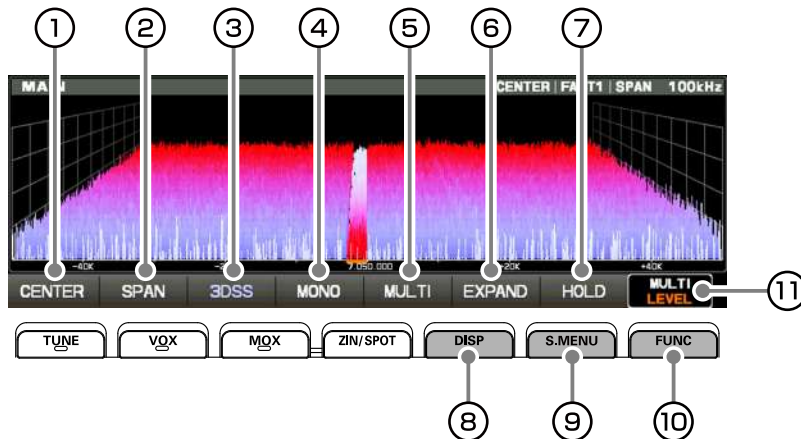 1 2 3 4 5 6 7
MAIN CENTER | FAST1 | SPAN 100kHz
-40K 7.050.000 +20K +40K
CENTER SPAN 3DSS MONO MULTI EXPAND HOLD MULTI
LEVEL
11
TUNE VOX MOX ZIN/SPOT DISP S.MENU FUNC
8 9 10